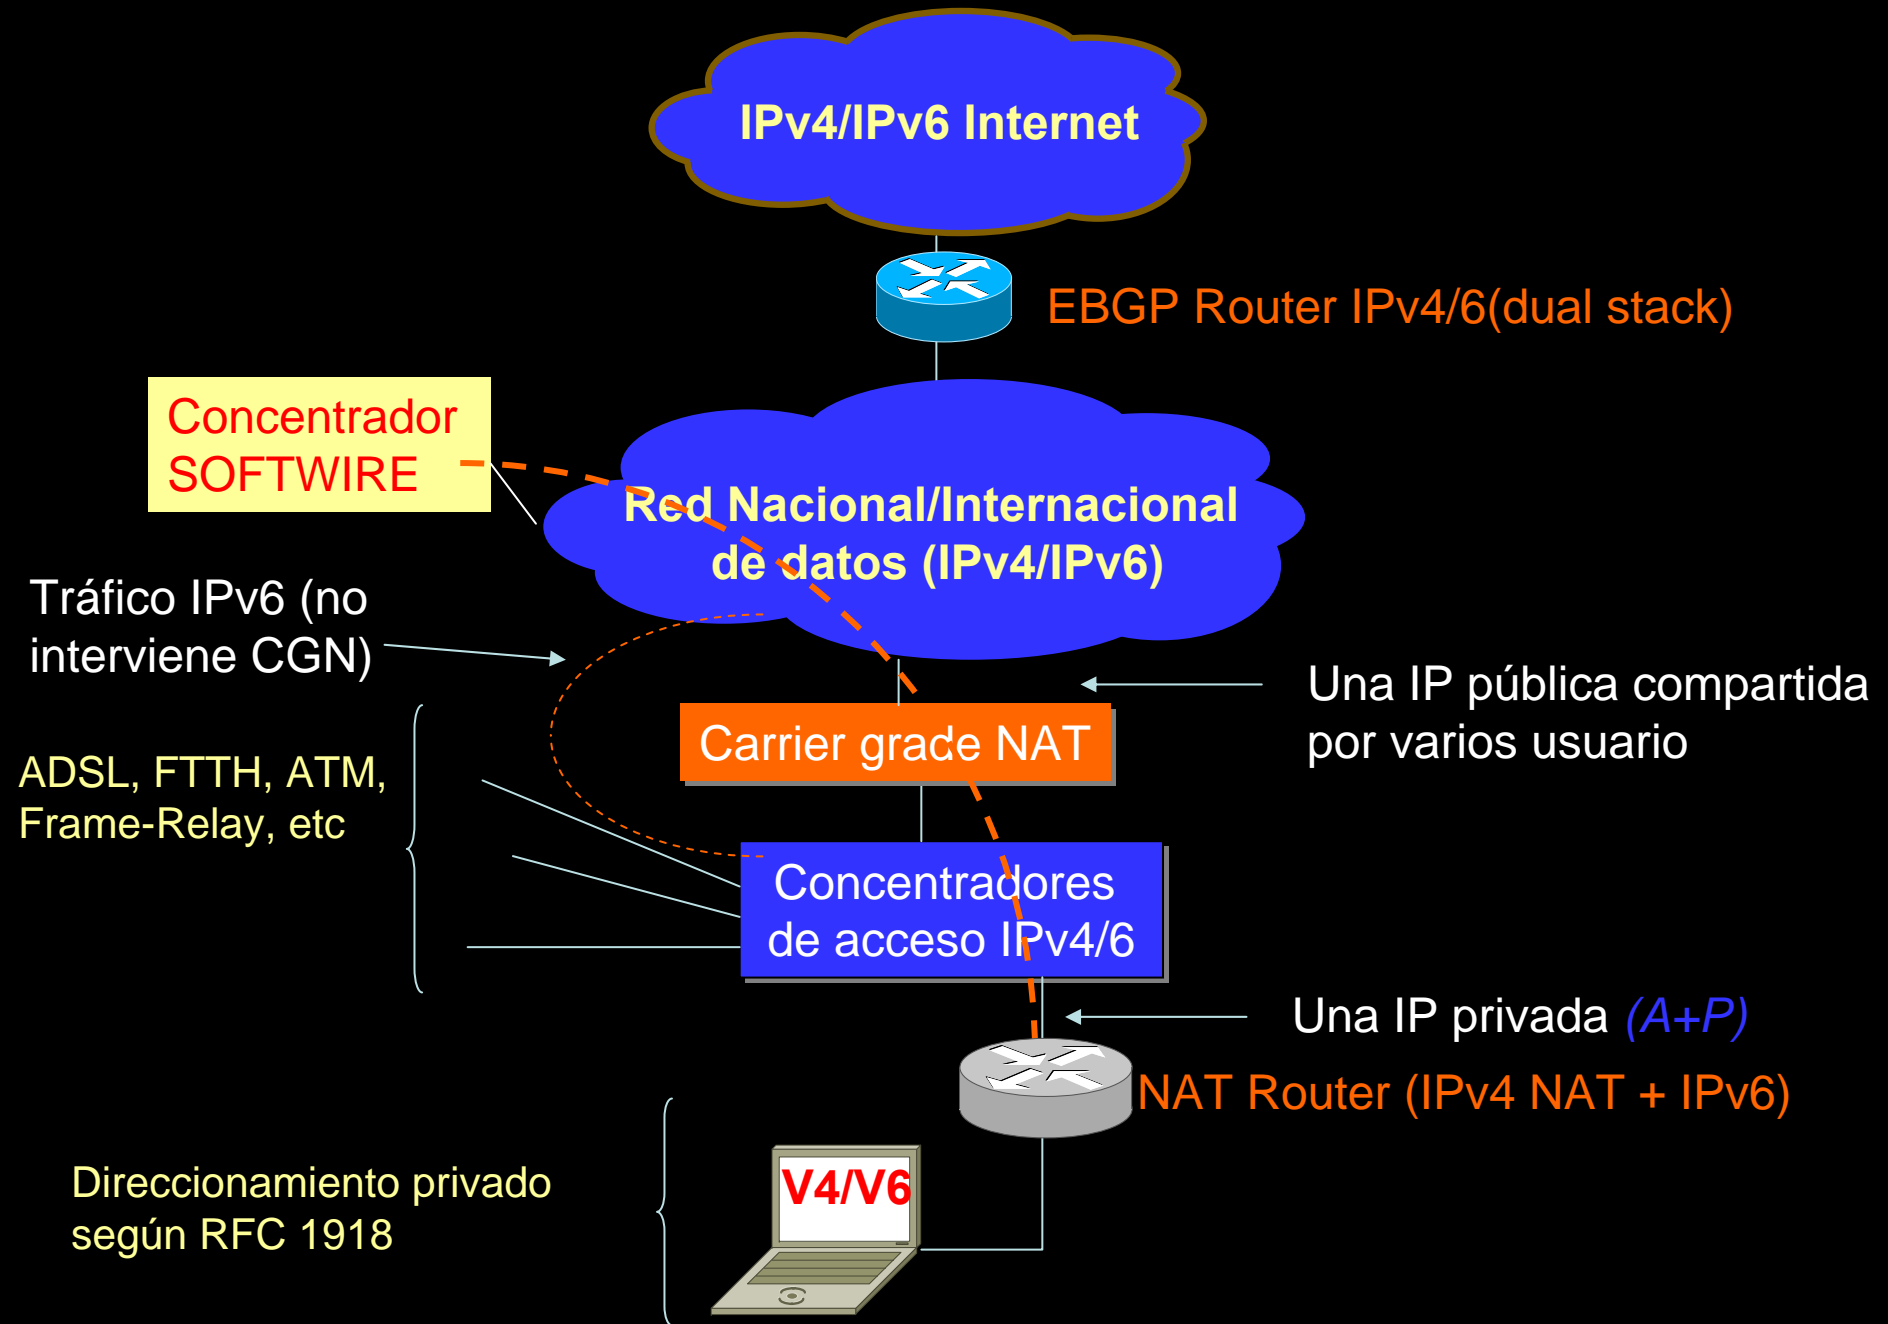 IPv4/IPv6 Internet
EBGP Router IPv4/6(dual stack)
Concentrador
SOFTWIRE
Red Nacional/Internacional
de datos (IPv4/IPv6)
Tráfico IPv6 (no
interviene CGN)
Una IP pública compartida
por varios usuario
Carrier grade NAT
ADSL, FTTH, ATM,
Frame-Relay, etc
Concentradores
de acceso IPv4/6
Una IP privada (A+P)
NAT Router (IPv4 NAT + IPv6)
V4/V6
Direccionamiento privado
según RFC 1918